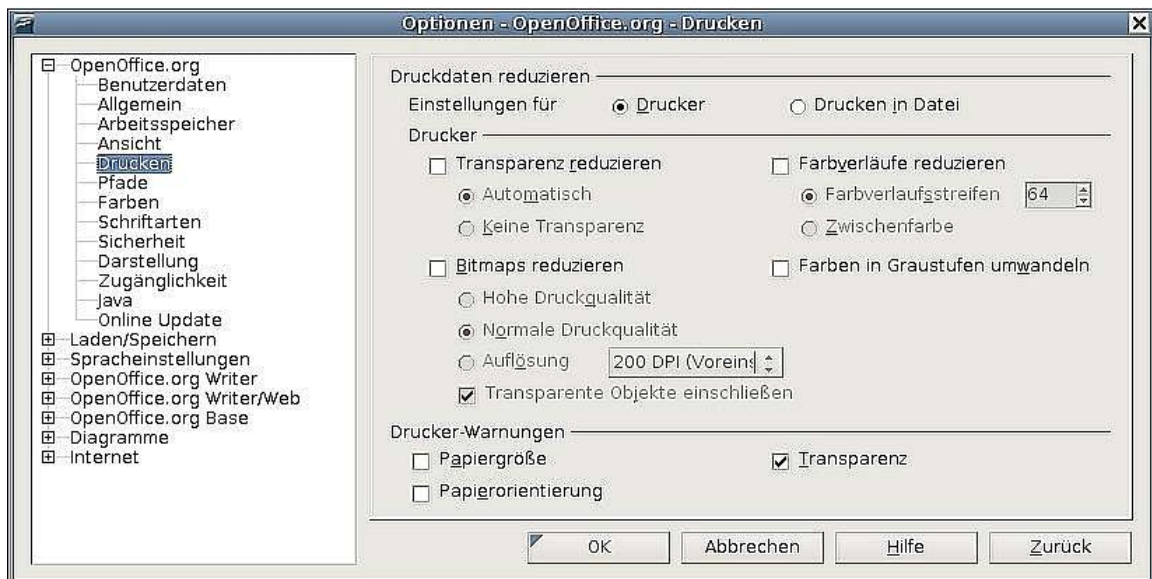 Optionen - OpenOffice.org - Drucken
OpenOffice.org
Benutzerdaten
Allgemein
Arbeitsspeicher
Ansicht
Drucken
Pfade
Farben
Schriftarten
Sicherheit
Darstellung
Zugänglichkeit
Java
Online Update
Laden/Speichern
Spracheinstellungen
OpenOffice.org Writer
OpenOffice.org Writer/Web
OpenOffice.org Base
Diagramme
Internet
Druckdaten reduzieren
Einstellungen für Drucker Drucken in Datei
Drucker
Transparenz reduzieren Farbverläufe reduzieren
Automatisch Farbverlaufsstreifen 64
Keine Transparenz Zwischenfarbe
Bitmaps reduzieren Farben in Graustufen umwandeln
Hohe Druckqualität
Normale Druckqualität
Auflösung 200 DPI (Voreins
Transparente Objekte einschließen
Drucker-Warnungen
Papiergröße Transparenz
Papierorientierung
OK Abbrechen Hilfe Zurück